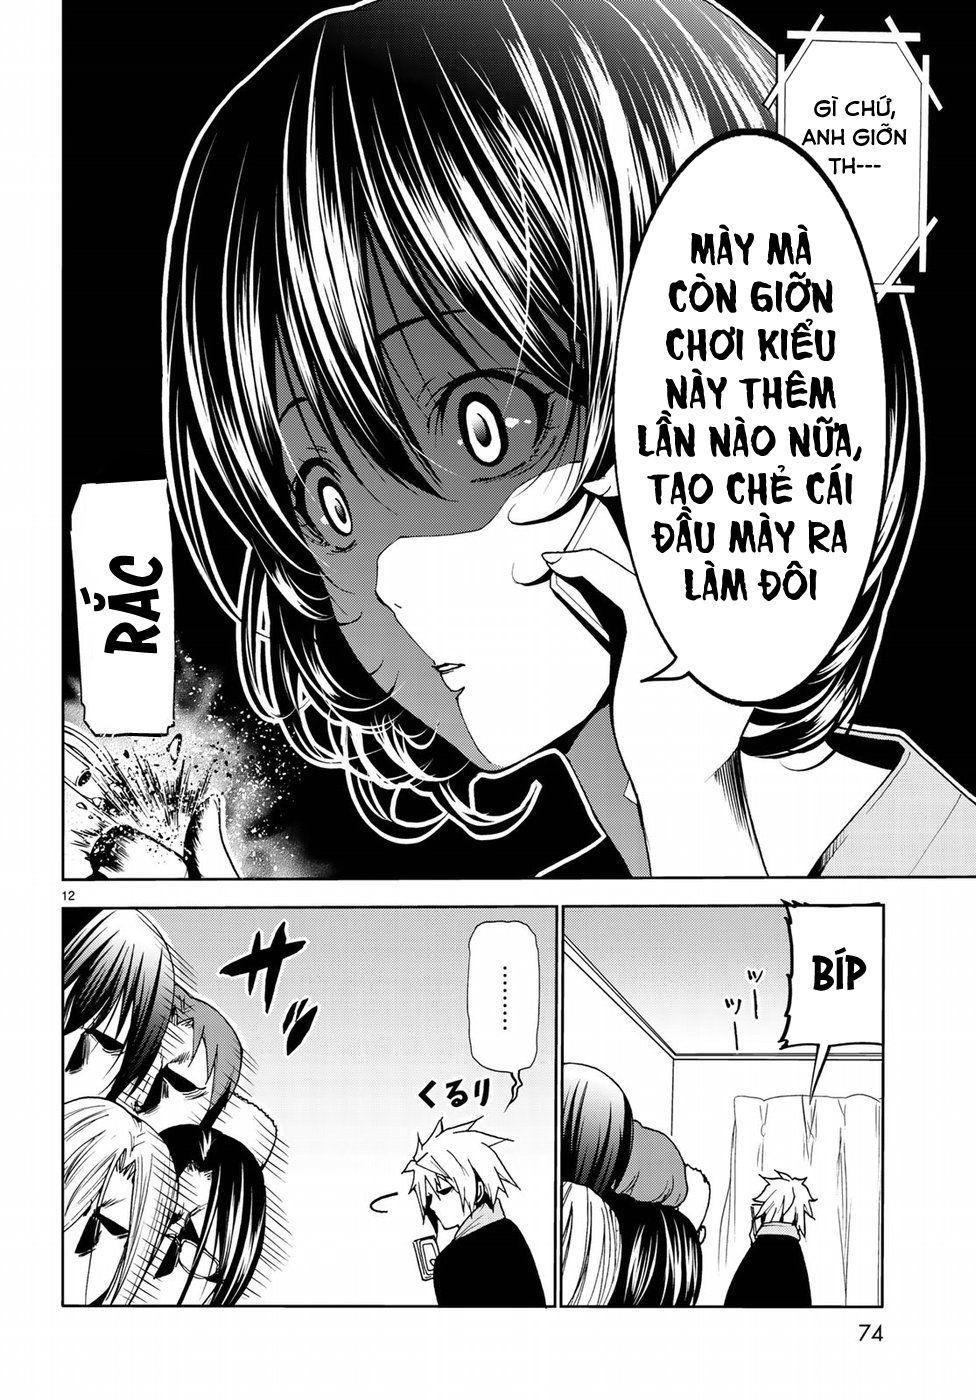 GÌ CHỨ,
ANH GIỠN
TH---
MÀY MÀ
CÒN GIỠN
CHƠI KIỂU
NÀY THÊM
LẦN NÀO NỮA,
TAO CHẺ CÁI
ĐẦU MÀY RA
LÀM ĐÔI
RẮC
12
BÍP
ツー
ツー
.........
くるり
サッ
74